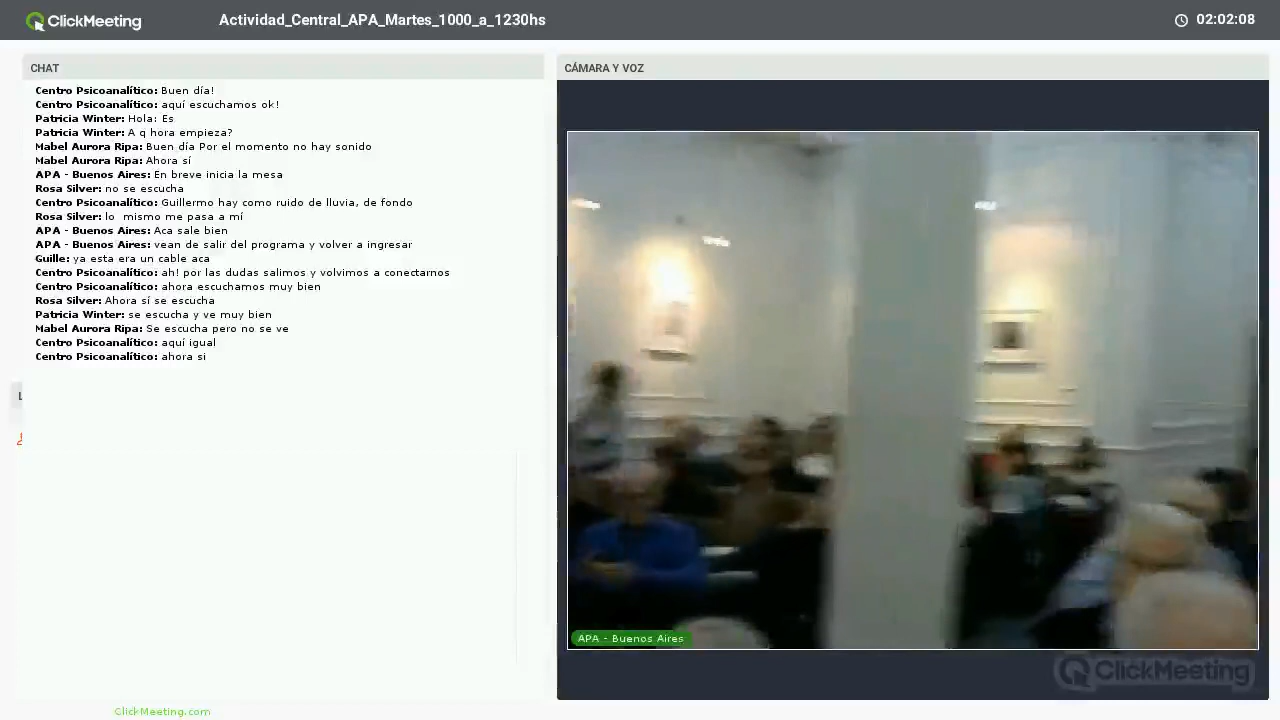 ClickMeeting
Actividad_Central_APA_Martes_1000_a_1230hs
02:02:08
CHAT
Centro Psicoanalítico: Buen día!
Centro Psicoanalítico: aquí escuchamos ok!
Patricia Winter: Hola: Es
Patricia Winter: A q hora empieza?
Mabel Aurora Ripa: Buen día Por el momento no hay sonido
Mabel Aurora Ripa: Ahora sí
APA - Buenos Aires: En breve inicia la mesa
Rosa Silver: no se escucha
Centro Psicoanalítico: Guillermo hay como ruido de lluvia, de fondo
Rosa Silver: lo  mismo me pasa a mí
APA - Buenos Aires: Aca sale bien
APA - Buenos Aires: vean de salir del programa y volver a ingresar
Guille: ya esta era un cable aca
Centro Psicoanalítico: ah! por las dudas salimos y volvimos a conectarnos
Centro Psicoanalítico: ahora escuchamos muy bien
Rosa Silver: Ahora sí se escucha
Patricia Winter: se escucha y ve muy bien
Mabel Aurora Ripa: Se escucha pero no se ve
Centro Psicoanalítico: aquí igual
Centro Psicoanalítico: ahora si
CÁMARA Y VOZ
APA - Buenos Aires
ClickMeeting
ClickMeeting.com